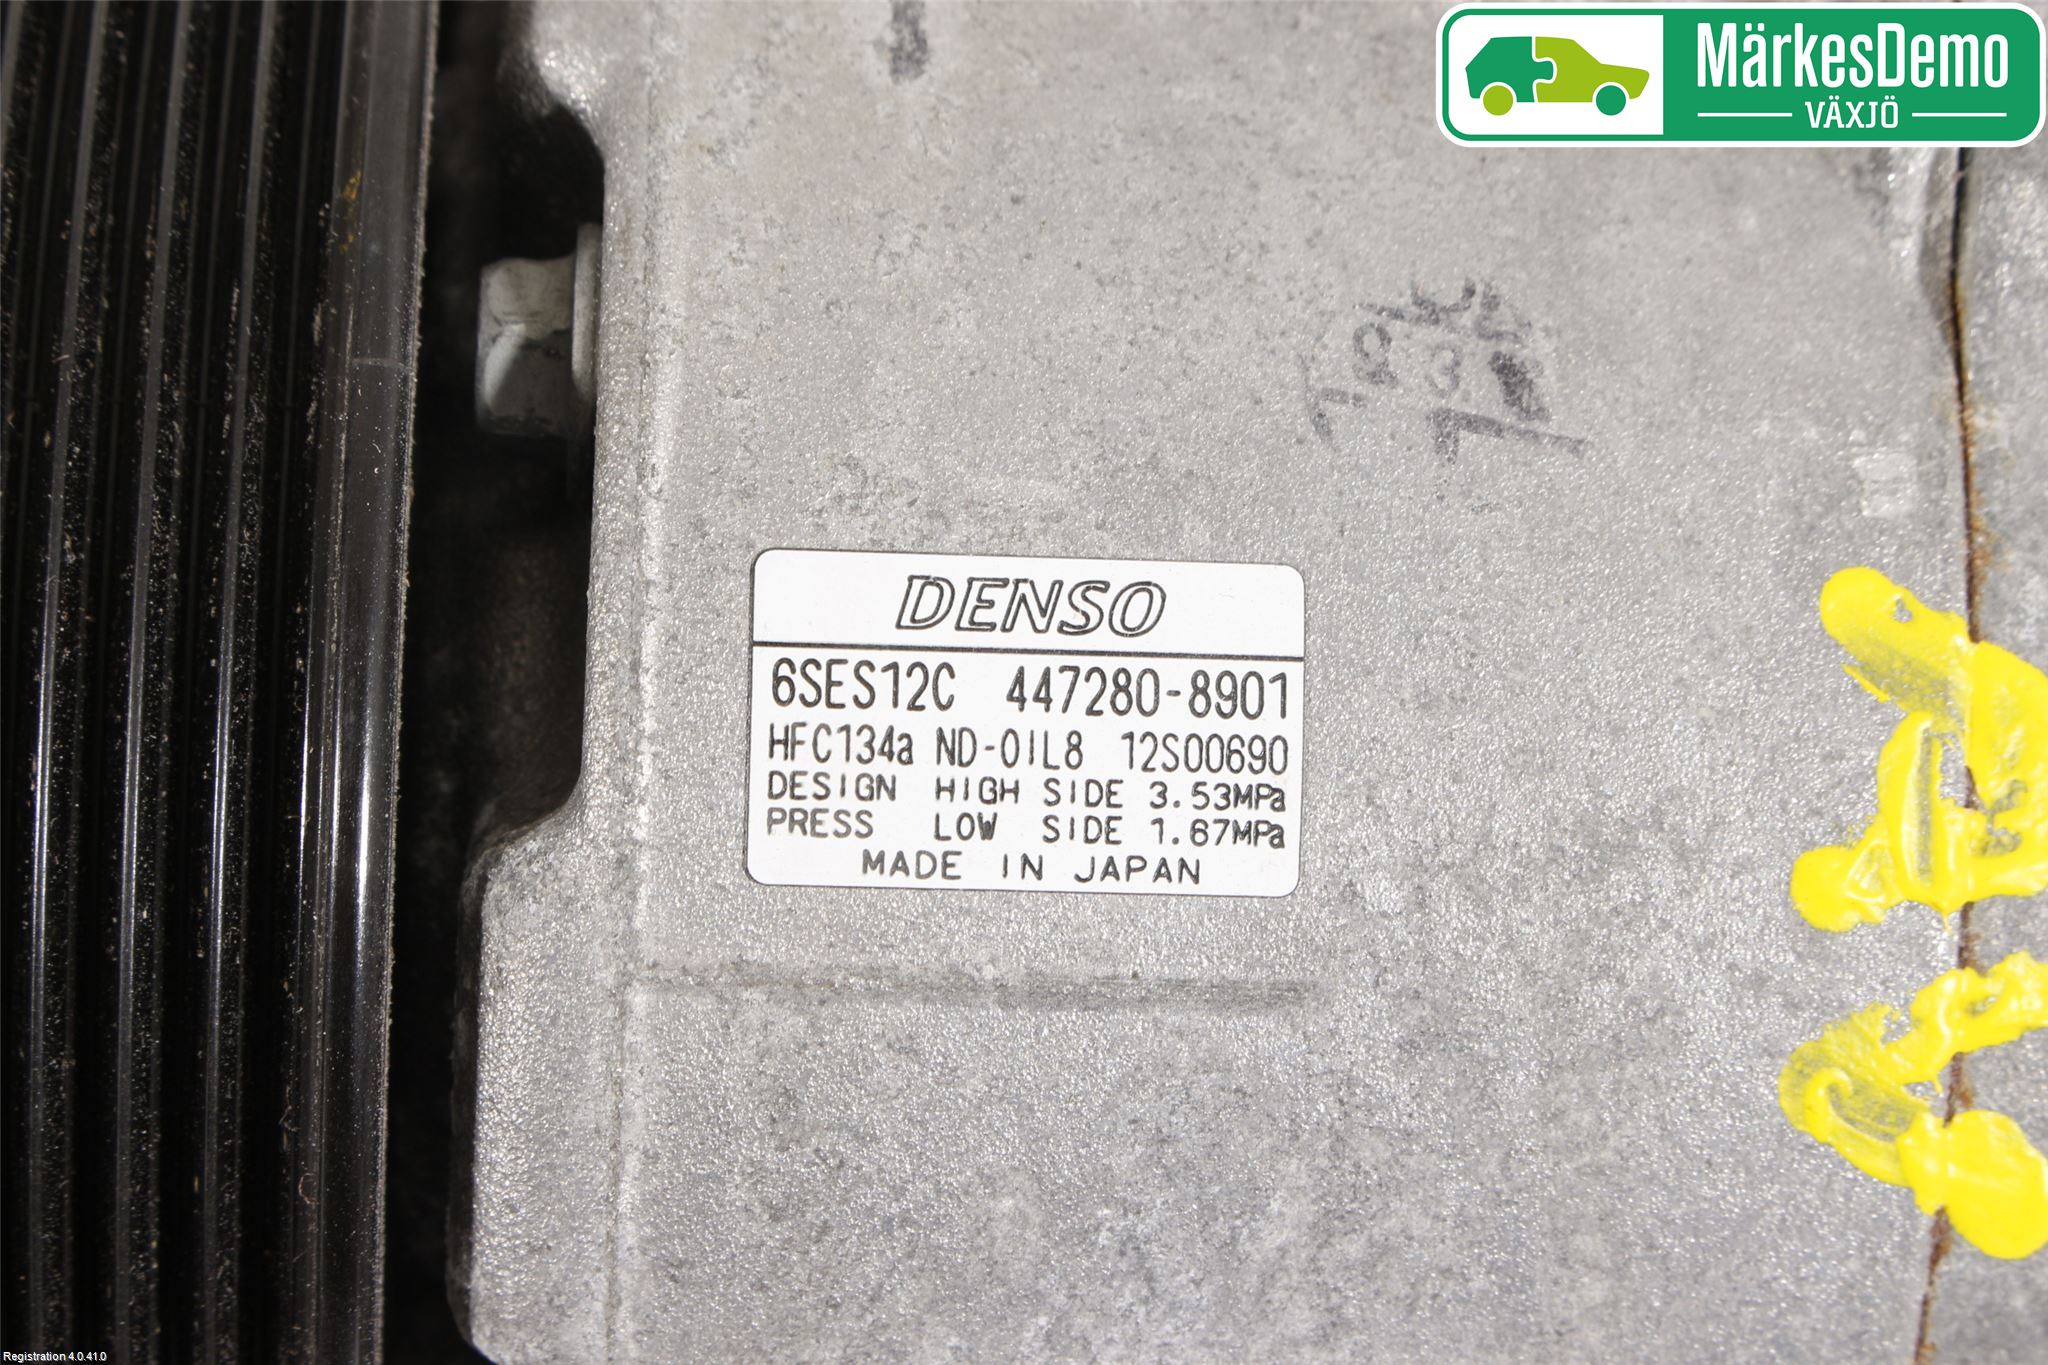 MärkesDemo
VÄXJÖ
DENSO
6SES12C 447280-8901
HFC134a ND-OIL8 12S00690
DESIGN HIGH SIDE 3.53MPa
PRESS LOW SIDE 1.67MPa
MADE IN JAPAN
Registration 4.0.41.0